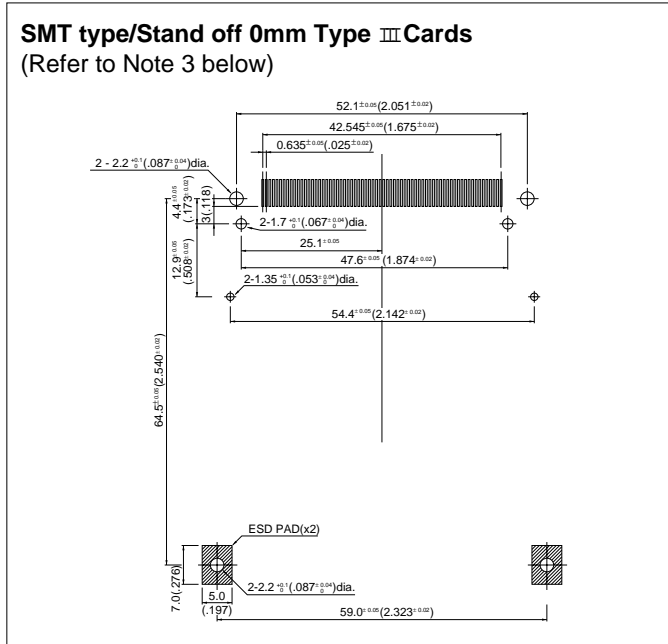 SMT type/Stand off 0mm Type Ⅲ Cards
(Refer to Note 3 below)
52.1±0.05(2.051±0.02)
42.545±0.05(1.675±0.02)
0.635±0.05(.025±0.02)
2 - 2.2 +0.1 0 (.087+0.04 0)dia.
4.4±0.05
(.173±0.02)
3(.118)
2-1.7 +0.1 0 (.067+0.04 0)dia.
25.1±0.05
12.9±0.05
(.508±0.02)
47.6±0.05(1.874±0.02)
2-1.35 +0.1 0 (.053+0.04 0)dia.
54.4±0.05(2.142±0.02)
64.5±0.05(2.540±0.02)
ESD PAD(x2)
7.0(.276)
2-2.2 +0.1 0 (.087+0.04 0)dia.
5.0
(.197)
59.0±0.05(2.323±0.02)